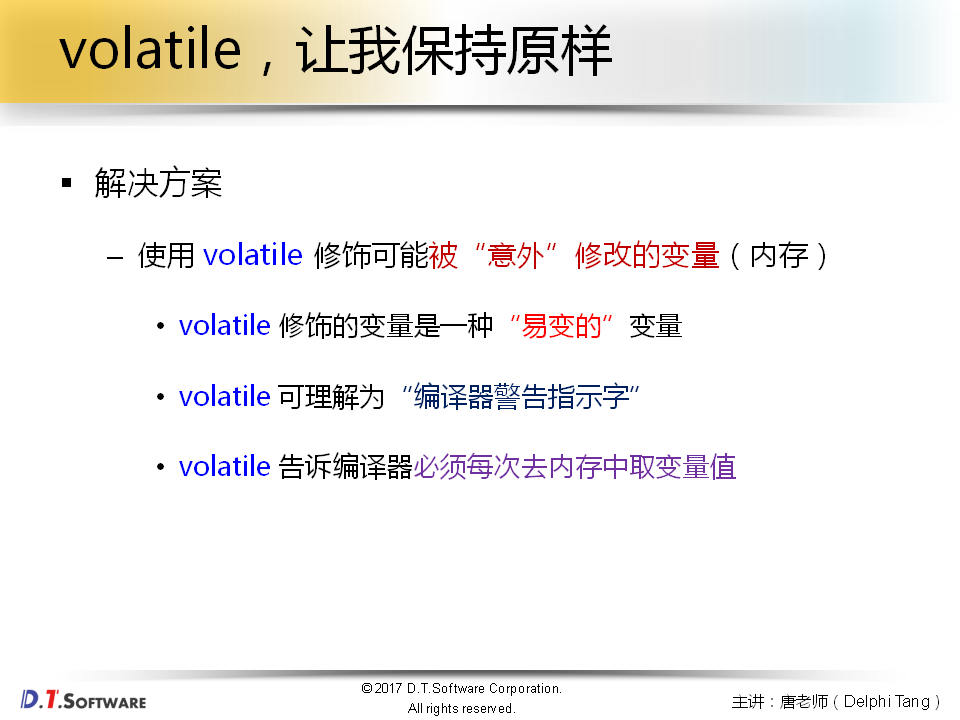 volatile，让我保持原样
▪ 解决方案
– 使用 volatile 修饰可能被“意外”修改的变量（内存）
• volatile 修饰的变量是一种“易变的”变量
• volatile 可理解为“编译器警告指示字”
• volatile 告诉编译器必须每次去内存中取变量值
D.T.SOFTWARE
©2017 D.T.Software Corporation.
All rights reserved.
主讲：唐老师（Delphi Tang）